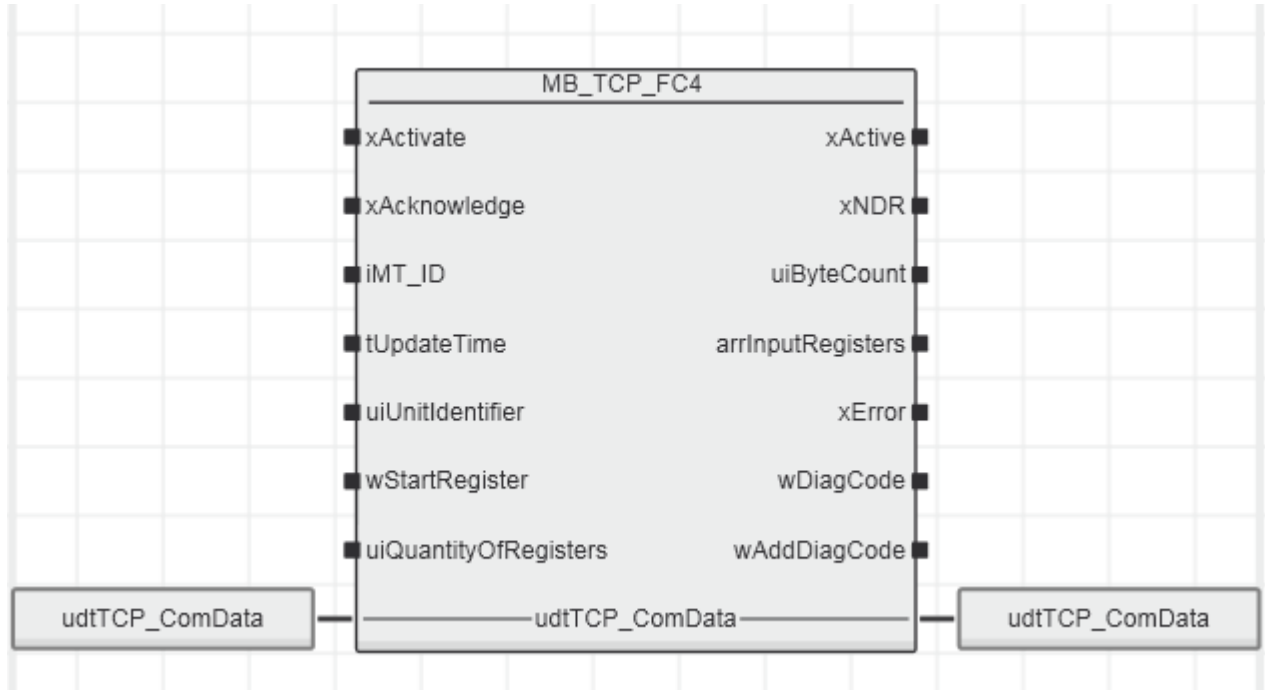 MB_TCP_FC4
xActivate xActive
xAcknowledge xNDR
iMT_ID uiByteCount
tUpdateTime arrInputRegisters
uiUnitIdentifier xError
wStartRegister wDiagCode
uiQuantityOfRegisters wAddDiagCode
udtTCP_ComData udtTCP_ComData udtTCP_ComData